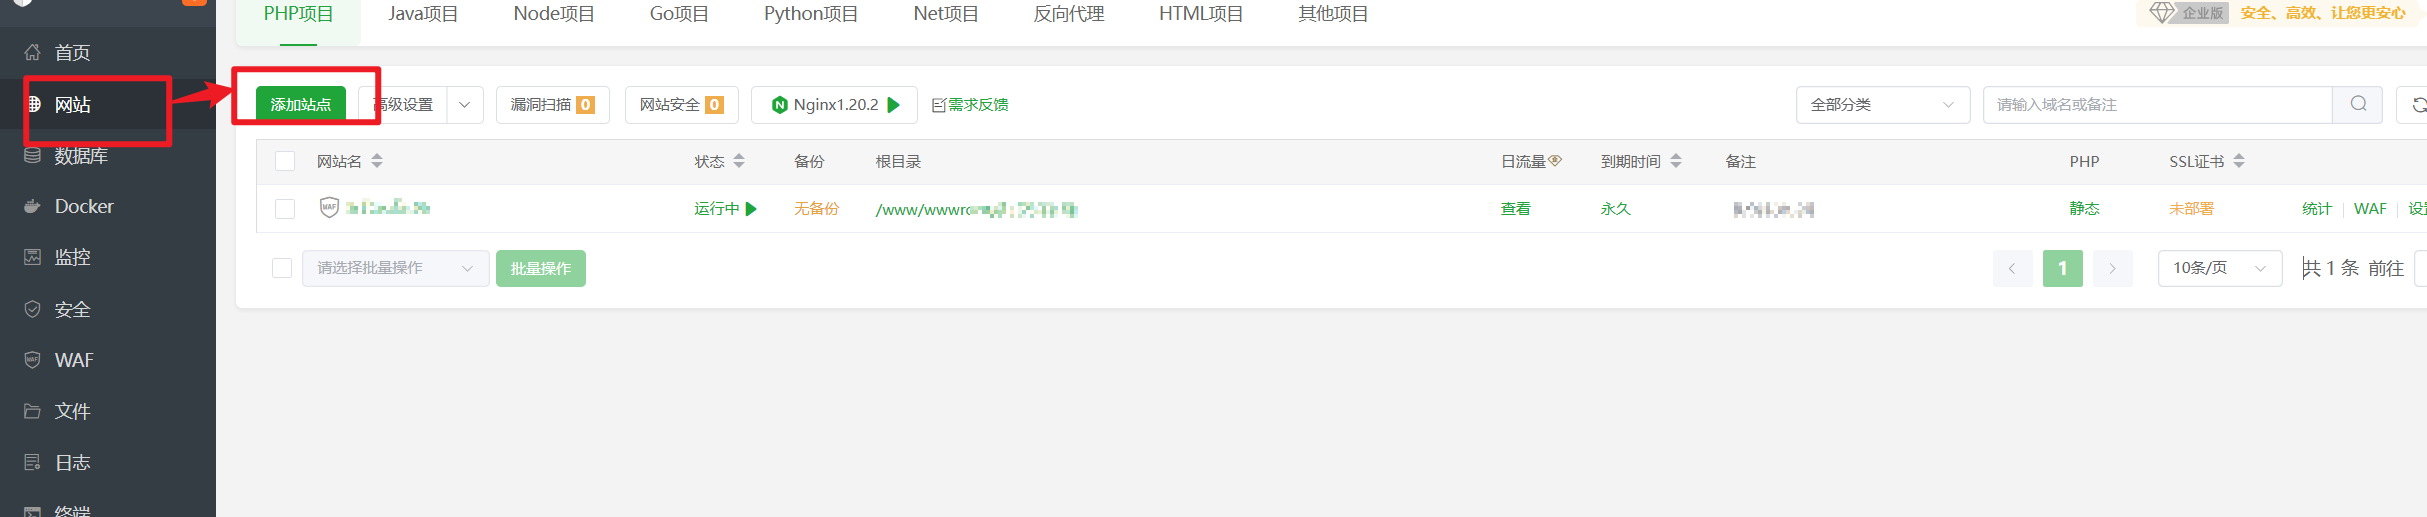 PHP项目 Java项目 Node项目 Go项目 Python项目 Net项目 反向代理 HTML项目 其他项目 企业版 安全、高效、让您更安心
首页
网站
数据库
Docker
监控
安全
WAF
文件
日志
终端
添加站点 高级设置 漏洞扫描 0 网站安全 0 Nginx1.20.2 需求反馈 全部分类 请输入域名或备注
网站名 状态 备份 根目录 日流量 到期时间 备注 PHP SSL证书
WAF 运行中 无备份 /www/wwwro 查看 永久 静态 未部署 统计 WAF
请选择批量操作 批量操作 1 10条/页 共 1 条 前往